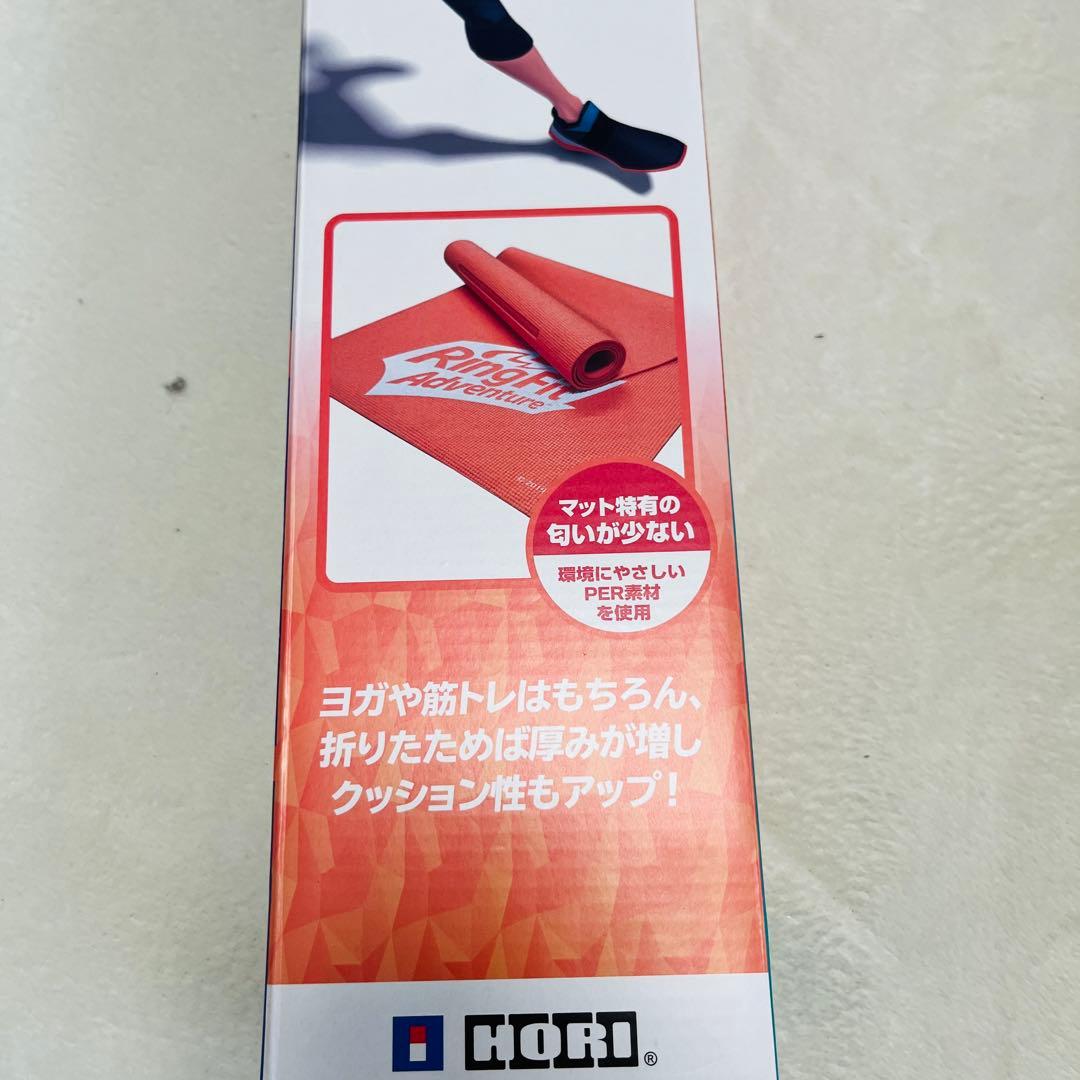 RingFit
Adventure
© 2019
マット特有の
匂いが少ない
環境にやさしい
PER素材
を使用
ヨガや筋トレはもちろん、
折りたためば厚みが増し
クッション性もアップ！
HORI®